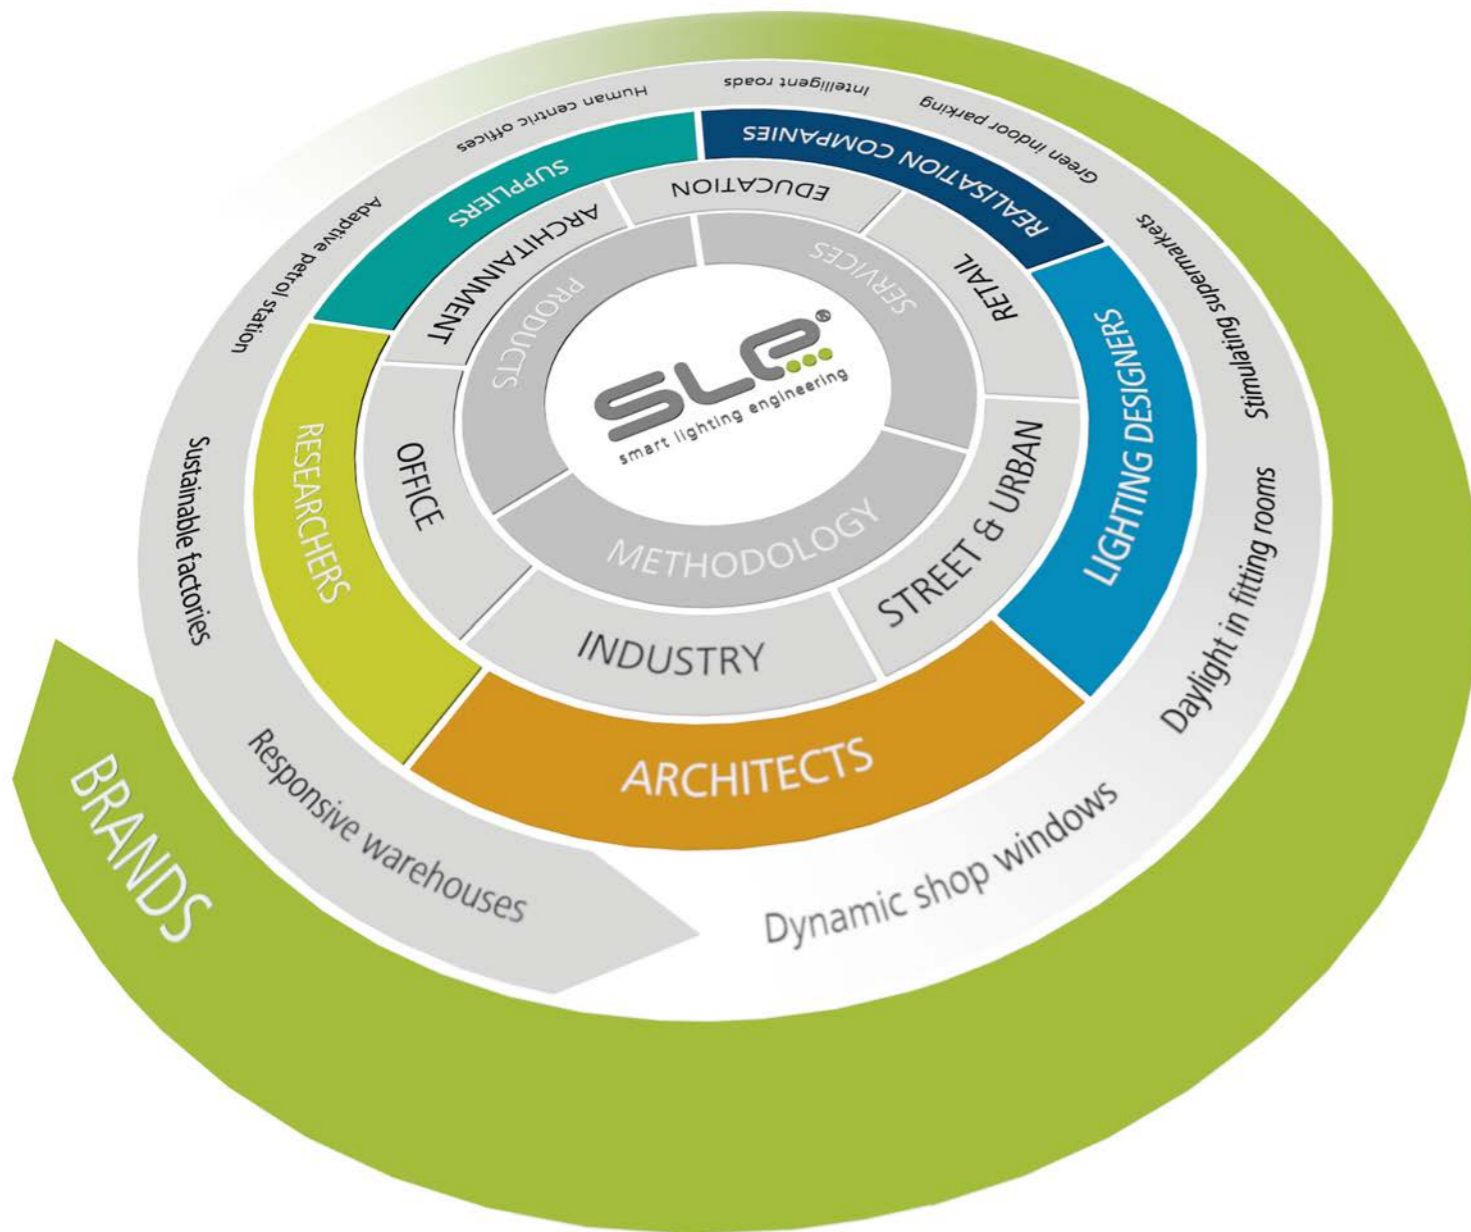 SLE®
smart lighting engineering
PRODUCTS
SERVICES
METHODOLOGY
ARCHITAINMENT
EDUCATION
RETAIL
STREET & URBAN
INDUSTRY
OFFICE
SUPPLIERS
REALISATION COMPANIES
LIGHTING DESIGNERS
ARCHITECTS
RESEARCHERS
Human centric offices
Intelligent roads
Green indoor parking
Stimulating supermarkets
Daylight in fitting rooms
Dynamic shop windows
Responsive warehouses
Sustainable factories
Adaptive petrol station
BRANDS